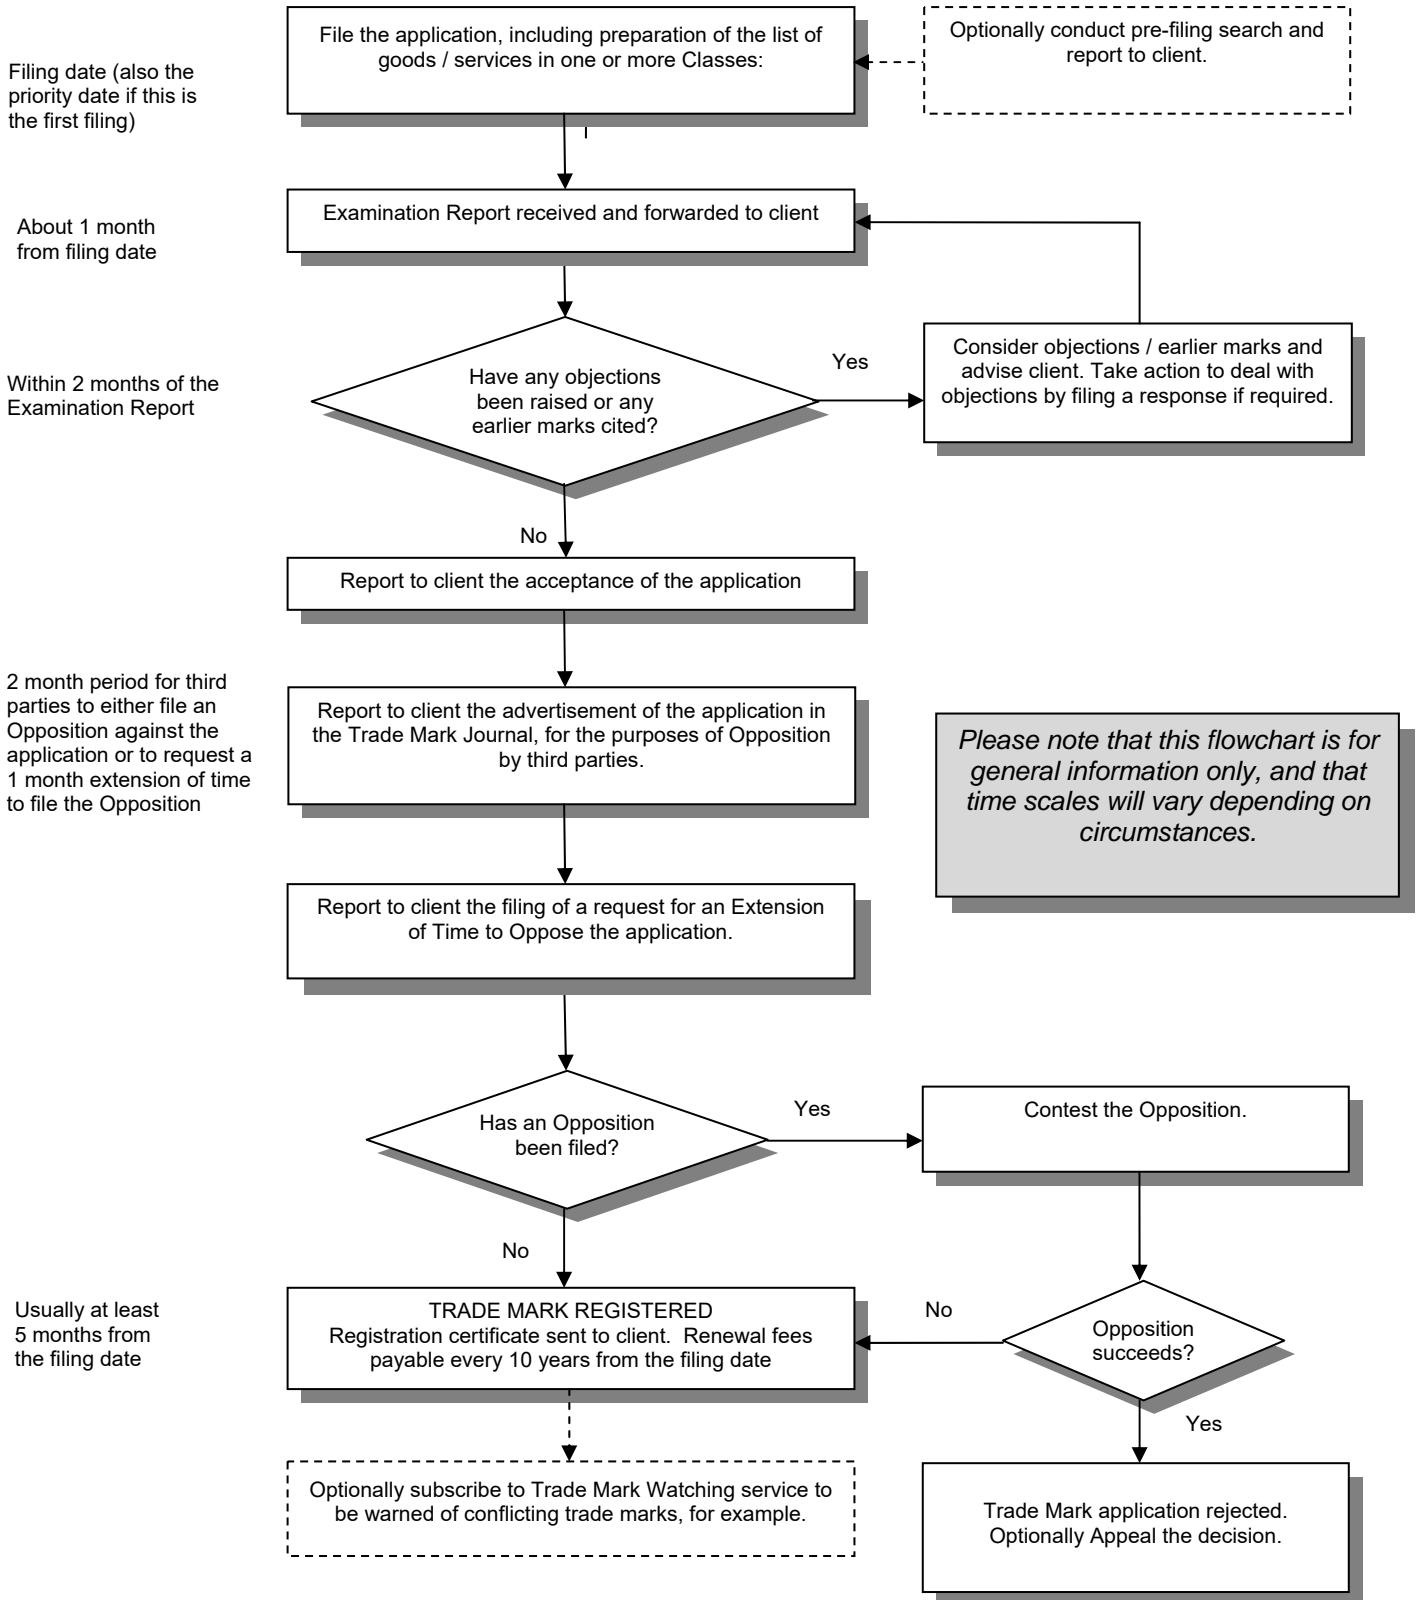 File the application, including preparation of the list of
goods / services in one or more Classes:
Optionally conduct pre-filing search and
report to client.
Filing date (also the
priority date if this is
the first filing)
About 1 month
from filing date
Examination Report received and forwarded to client
Within 2 months of the
Examination Report
Have any objections
been raised or any
earlier marks cited?
Yes
Consider objections / earlier marks and
advise client. Take action to deal with
objections by filing a response if required.
No
Report to client the acceptance of the application
2 month period for third
parties to either file an
Opposition against the
application or to request a
1 month extension of time
to file the Opposition
Report to client the advertisement of the application in
the Trade Mark Journal, for the purposes of Opposition
by third parties.
Please note that this flowchart is for
general information only, and that
time scales will vary depending on
circumstances.
Report to client the filing of a request for an Extension
of Time to Oppose the application.
Has an Opposition
been filed?
Yes
Contest the Opposition.
No
Usually at least
5 months from
the filing date
TRADE MARK REGISTERED
Registration certificate sent to client.  Renewal fees
payable every 10 years from the filing date
No
Opposition
succeeds?
Yes
Optionally subscribe to Trade Mark Watching service to
be warned of conflicting trade marks, for example.
Trade Mark application rejected.
Optionally Appeal the decision.